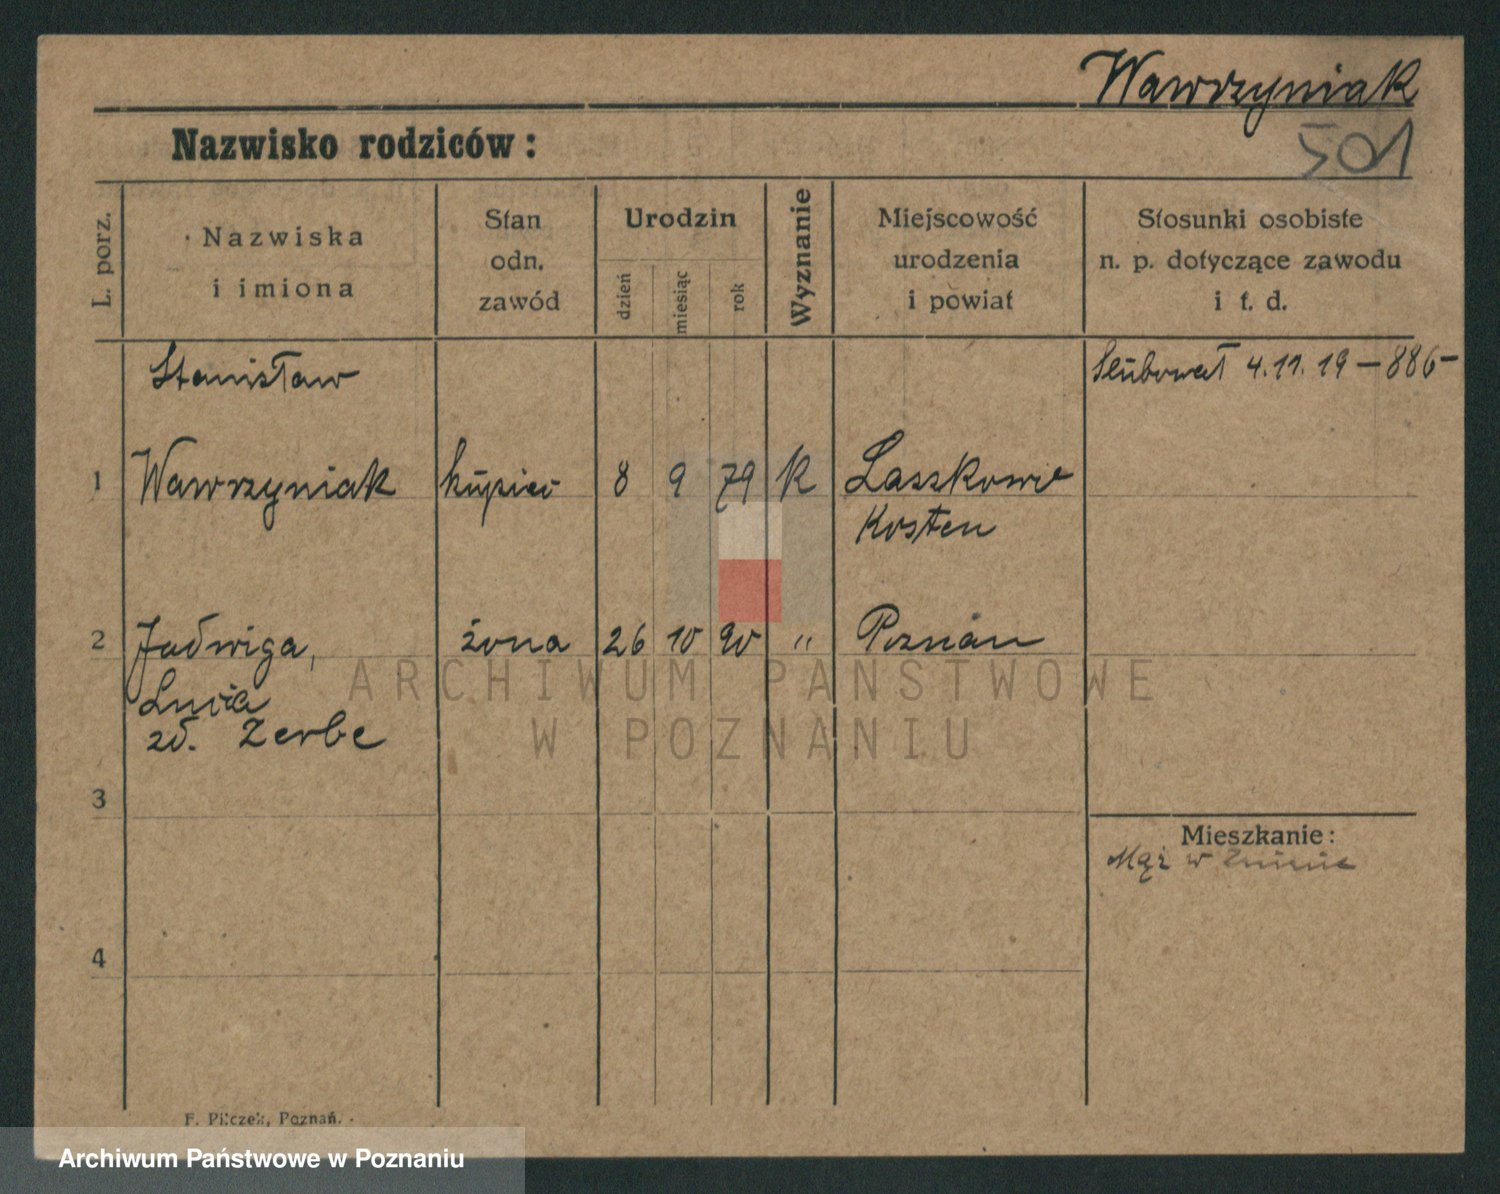 Wawrzyniak
Nazwisko rodziców:
501
L. porz.
Nazwiska
i imiona
Stan
odn.
zawód
Urodzin
dzień
miesiąc
rok
Wyznanie
Miejscowość
urodzenia
i powiat
Stosunki osobiste
n. p. dotyczące zawodu
i t. d.
Stanisław
Ślubował 4.11.19 – 886 –
1 Wawrzyniak kupiec 8 9 79 K
Kosten
2 Jadwiga, żona 26 10 90 " Poznań
zd. Zerbe
3
Mieszkanie:
Mąż w
4
F. Pilczek, Poznań.
ARCHIWUM PAŃSTWOWE
W POZNANIU
Archiwum Państwowe w Poznaniu